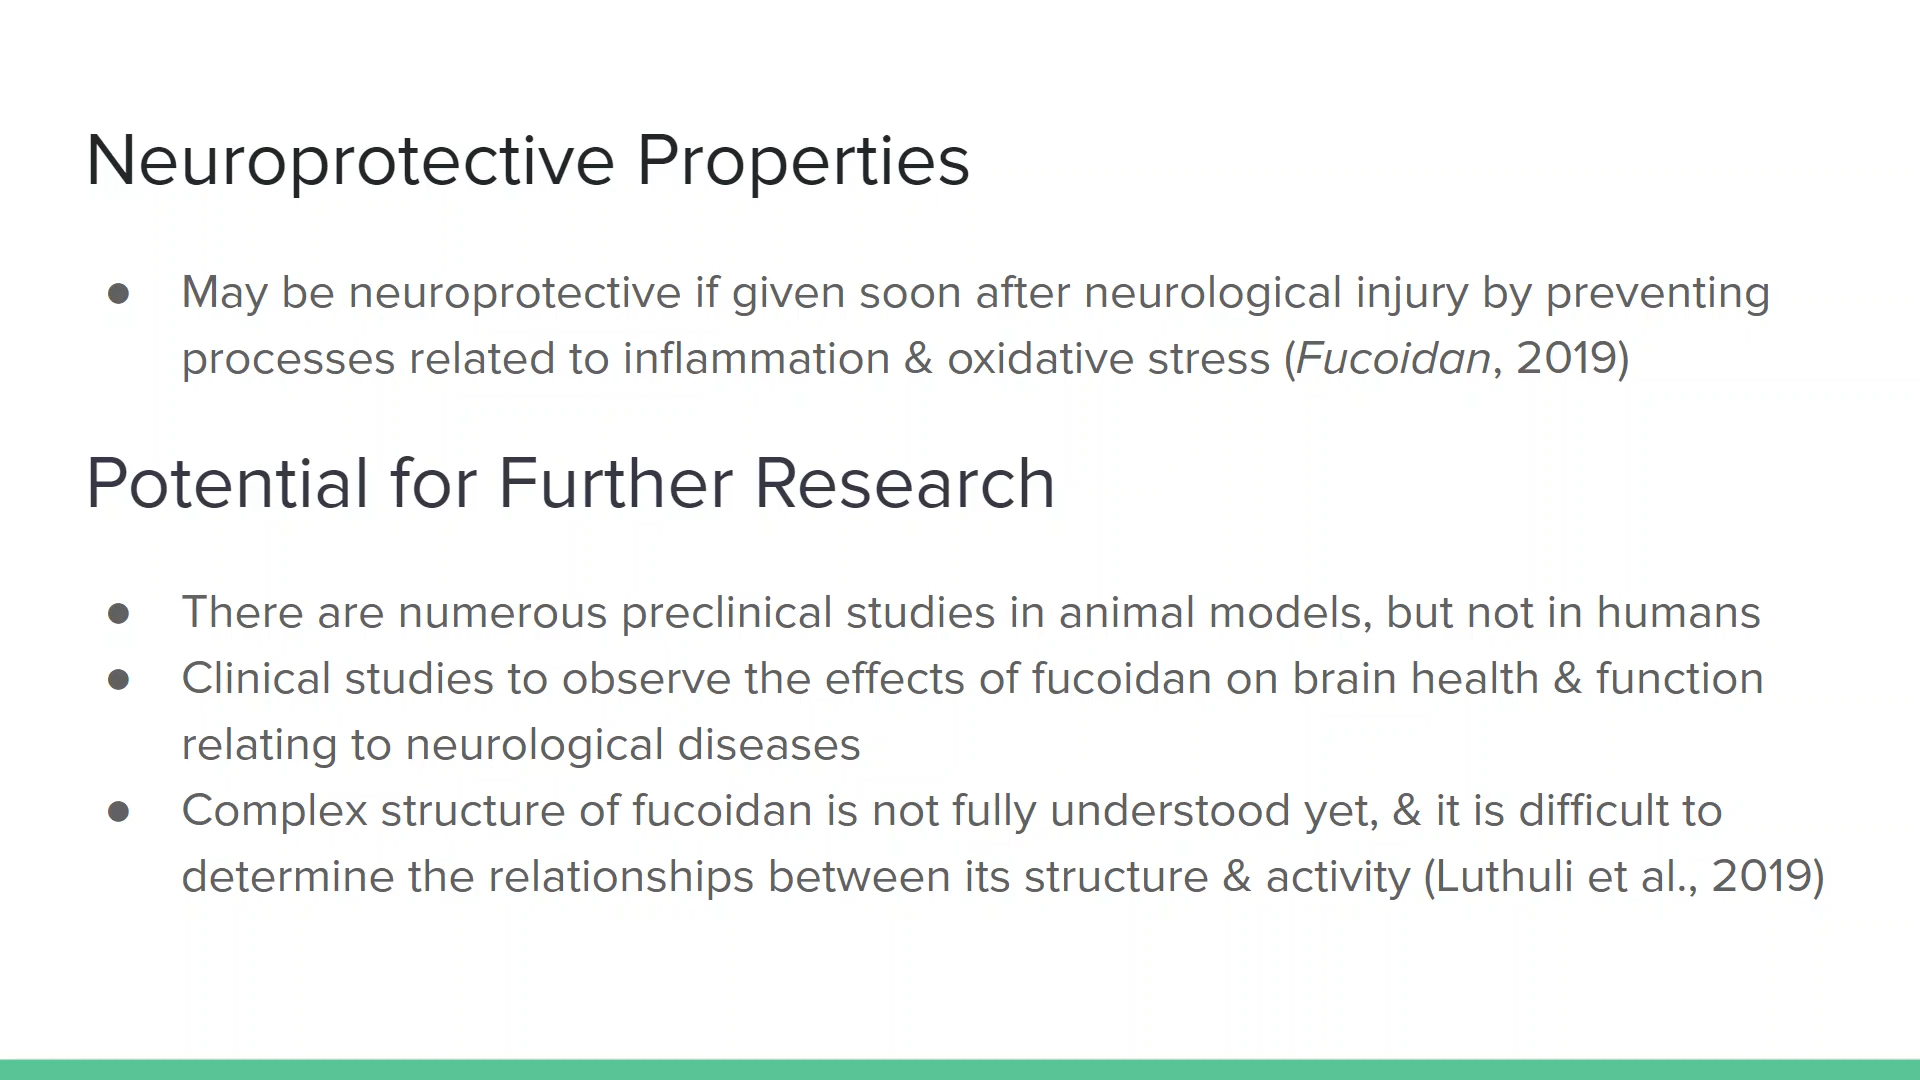 Neuroprotective Properties
● May be neuroprotective if given soon after neurological injury by preventing
processes related to inflammation & oxidative stress (Fucoidan, 2019)
Potential for Further Research
● There are numerous preclinical studies in animal models, but not in humans
● Clinical studies to observe the effects of fucoidan on brain health & function
relating to neurological diseases
● Complex structure of fucoidan is not fully understood yet, & it is difficult to
determine the relationships between its structure & activity (Luthuli et al., 2019)